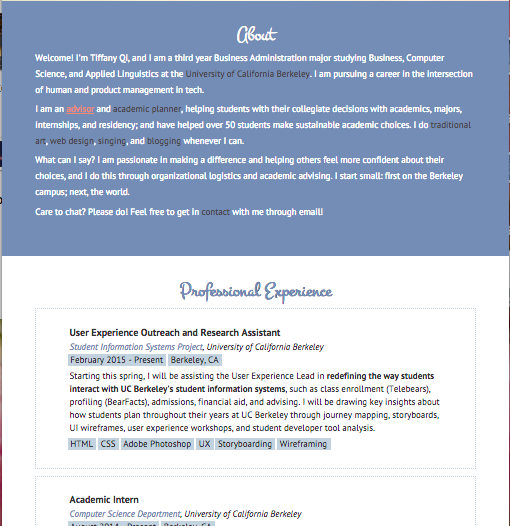 About
Welcome! I'm Tiffany Qi, and I am a third year Business Administration major studying Business, Computer
Science, and Applied Linguistics at the University of California Berkeley. I am pursuing a career in the intersection
of human and product management in tech.
I am an advisor and academic planner, helping students with their collegiate decisions with academics, majors,
internships, and residency; and have helped over 50 students make sustainable academic choices. I do traditional
art, web design, singing, and blogging whenever I can.
What can I say? I am passionate in making a difference and helping others feel more confident about their
choices, and I do this through organizational logistics and academic advising. I start small: first on the Berkeley
campus; next, the world.
Care to chat? Please do! Feel free to get in contact with me through email!
Professional Experience
User Experience Outreach and Research Assistant
Student Information Systems Project, University of California Berkeley
February 2015 - Present Berkeley, CA
Starting this spring, I will be assisting the User Experience Lead in redefining the way students
interact with UC Berkeley's student information systems, such as class enrollment (Telebears),
profiling (BearFacts), admissions, financial aid, and advising. I will be drawing key insights about
how students plan throughout their years at UC Berkeley through journey mapping, storyboards,
UI wireframes, user experience workshops, and student developer tool analysis.
HTML CSS Adobe Photoshop UX Storyboarding Wireframing
Academic Intern
Computer Science Department, University of California Berkeley
August 2014 - Present Berkeley, CA